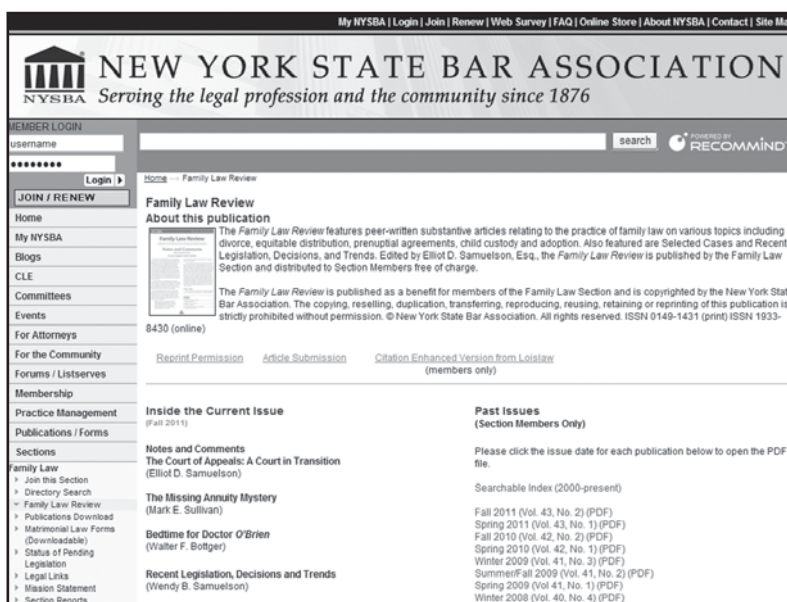 My NYSBA | Login | Join | Renew | Web Survey | FAQ | Online Store | About NYSBA | Contact | Site Ma
NEW YORK STATE BAR ASSOCIATION
NYSBA
Serving the legal profession and the community since 1876
MEMBER LOGIN
username
Login
JOIN / RENEW
Home
My NYSBA
Blogs
CLE
Committees
Events
For Attorneys
For the Community
Forums / Listserves
Membership
Practice Management
Publications / Forms
Sections
Family Law
Join this Section
Directory Search
Family Law Review
Publications Download
Matrimonial Law Forms
(Downloadable)
Status of Pending
Legislation
Legal Links
Mission Statement
Section Reports
search
POWERED BY
RECOMMIND
Home → Family Law Review
Family Law Review
About this publication
Family Law Review
Notes and Comments
The Family Law Review features peer-written substantive articles relating to the practice of family law on various topics including
divorce, equitable distribution, prenuptial agreements, child custody and adoption. Also featured are Selected Cases and Recent
Legislation, Decisions, and Trends. Edited by Elliot D. Samuelson, Esq., the Family Law Review is published by the Family Law
Section and distributed to Section Members free of charge.
The Family Law Review is published as a benefit for members of the Family Law Section and is copyrighted by the New York Stat
Bar Association. The copying, reselling, duplication, transferring, reproducing, reusing, retaining or reprinting of this publication is
strictly prohibited without permission. © New York State Bar Association. All rights reserved. ISSN 0149-1431 (print) ISSN 1933-
8430 (online)
Reprint Permission Article Submission Citation Enhanced Version from Loislaw
(members only)
Inside the Current Issue
(Fall 2011)
Notes and Comments
The Court of Appeals: A Court in Transition
(Elliot D. Samuelson)
The Missing Annuity Mystery
(Mark E. Sullivan)
Bedtime for Doctor O'Brien
(Walter F. Bottger)
Recent Legislation, Decisions and Trends
(Wendy B. Samuelson)
Past Issues
(Section Members Only)
Please click the issue date for each publication below to open the PDF
file.
Searchable Index (2000-present)
Fall 2011 (Vol. 43, No. 2) (PDF)
Spring 2011 (Vol. 43, No. 1) (PDF)
Fall 2010 (Vol. 42, No. 2) (PDF)
Spring 2010 (Vol. 42, No. 1) (PDF)
Winter 2009 (Vol. 41, No. 3) (PDF)
Summer/Fall 2009 (Vol. 41, No. 2) (PDF)
Spring 2009 (Vol 41, No. 1) (PDF)
Winter 2008 (Vol. 40, No. 4) (PDF)